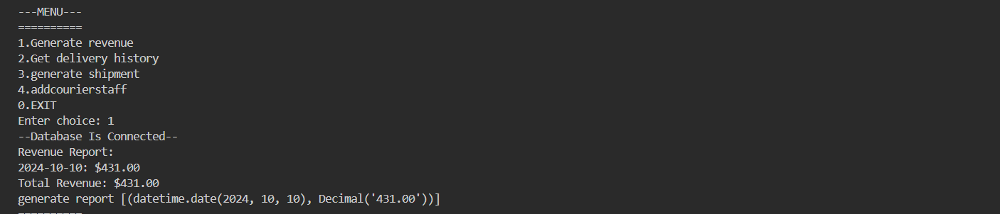 ---MENU---
==========
1.Generate revenue
2.Get delivery history
3.generate shipment
4.addcourierstaff
0.EXIT
Enter choice: 1
--Database Is Connected--
Revenue Report:
2024-10-10: $431.00
Total Revenue: $431.00
generate report [(datetime.date(2024, 10, 10), Decimal('431.00'))]
==========